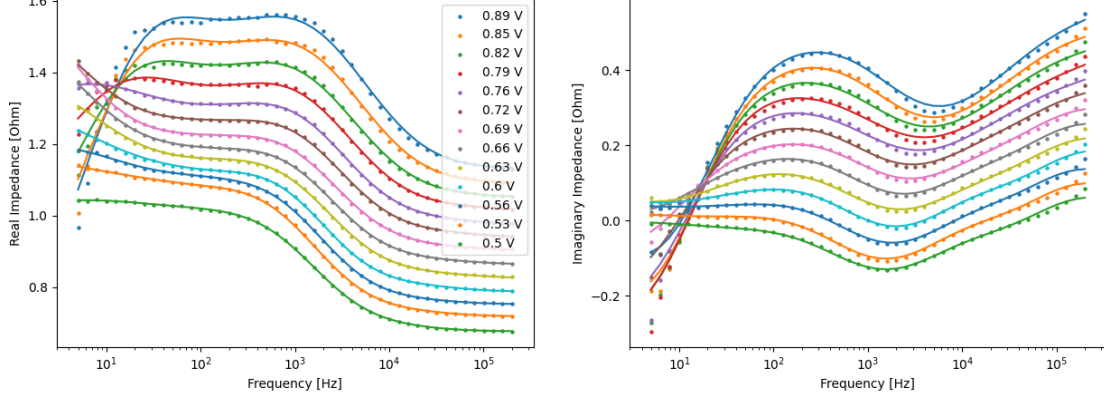 1.6
1.4
1.2
1.0
0.8
Real Impedance [Ohm]
10¹ 10² 10³ 10⁴ 10⁵
Frequency [Hz]
0.89 V
0.85 V
0.82 V
0.79 V
0.76 V
0.72 V
0.69 V
0.66 V
0.63 V
0.6 V
0.56 V
0.53 V
0.5 V
0.4
0.2
0.0
−0.2
Imaginary Impedance [Ohm]
10¹ 10² 10³ 10⁴ 10⁵
Frequency [Hz]